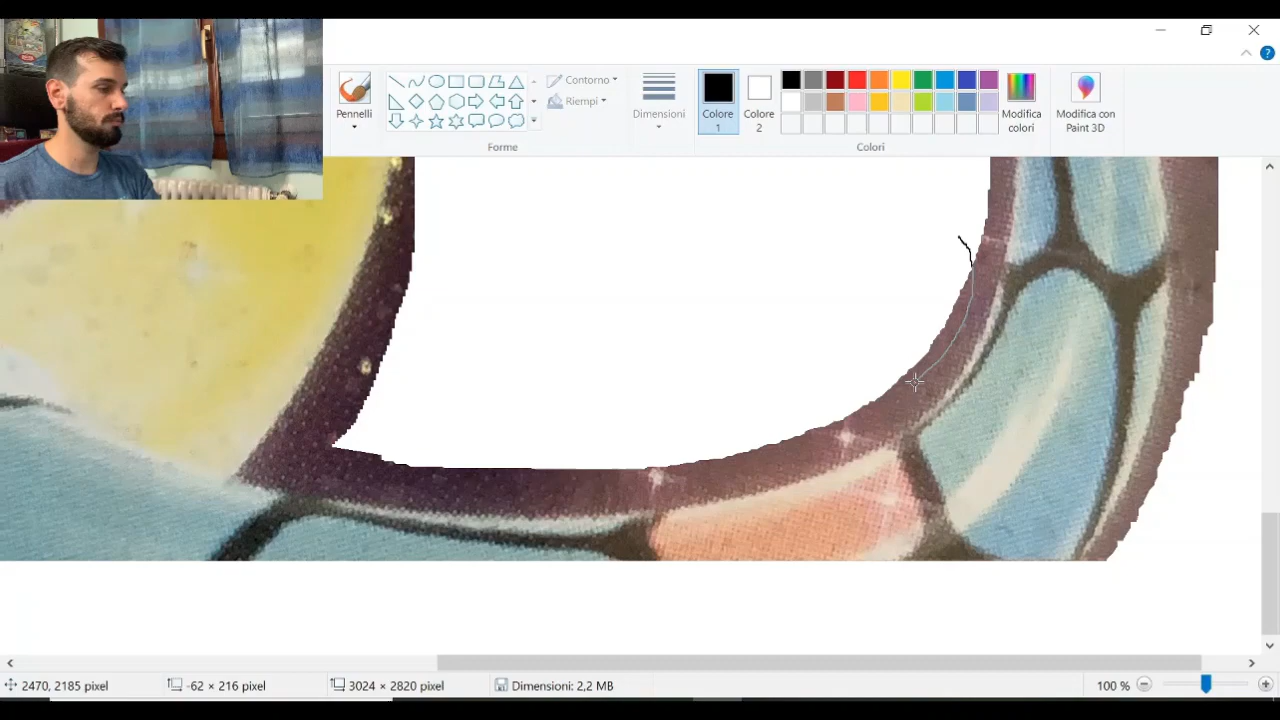 Pennelli
Contorno
Riempi
Forme
Dimensioni
Colore
1
Colore
2
Modifica
colori
Modifica con
Paint 3D
Colori
2470, 2185 pixel
-62 × 216 pixel
3024 × 2820 pixel
Dimensioni: 2,2 MB
100 %